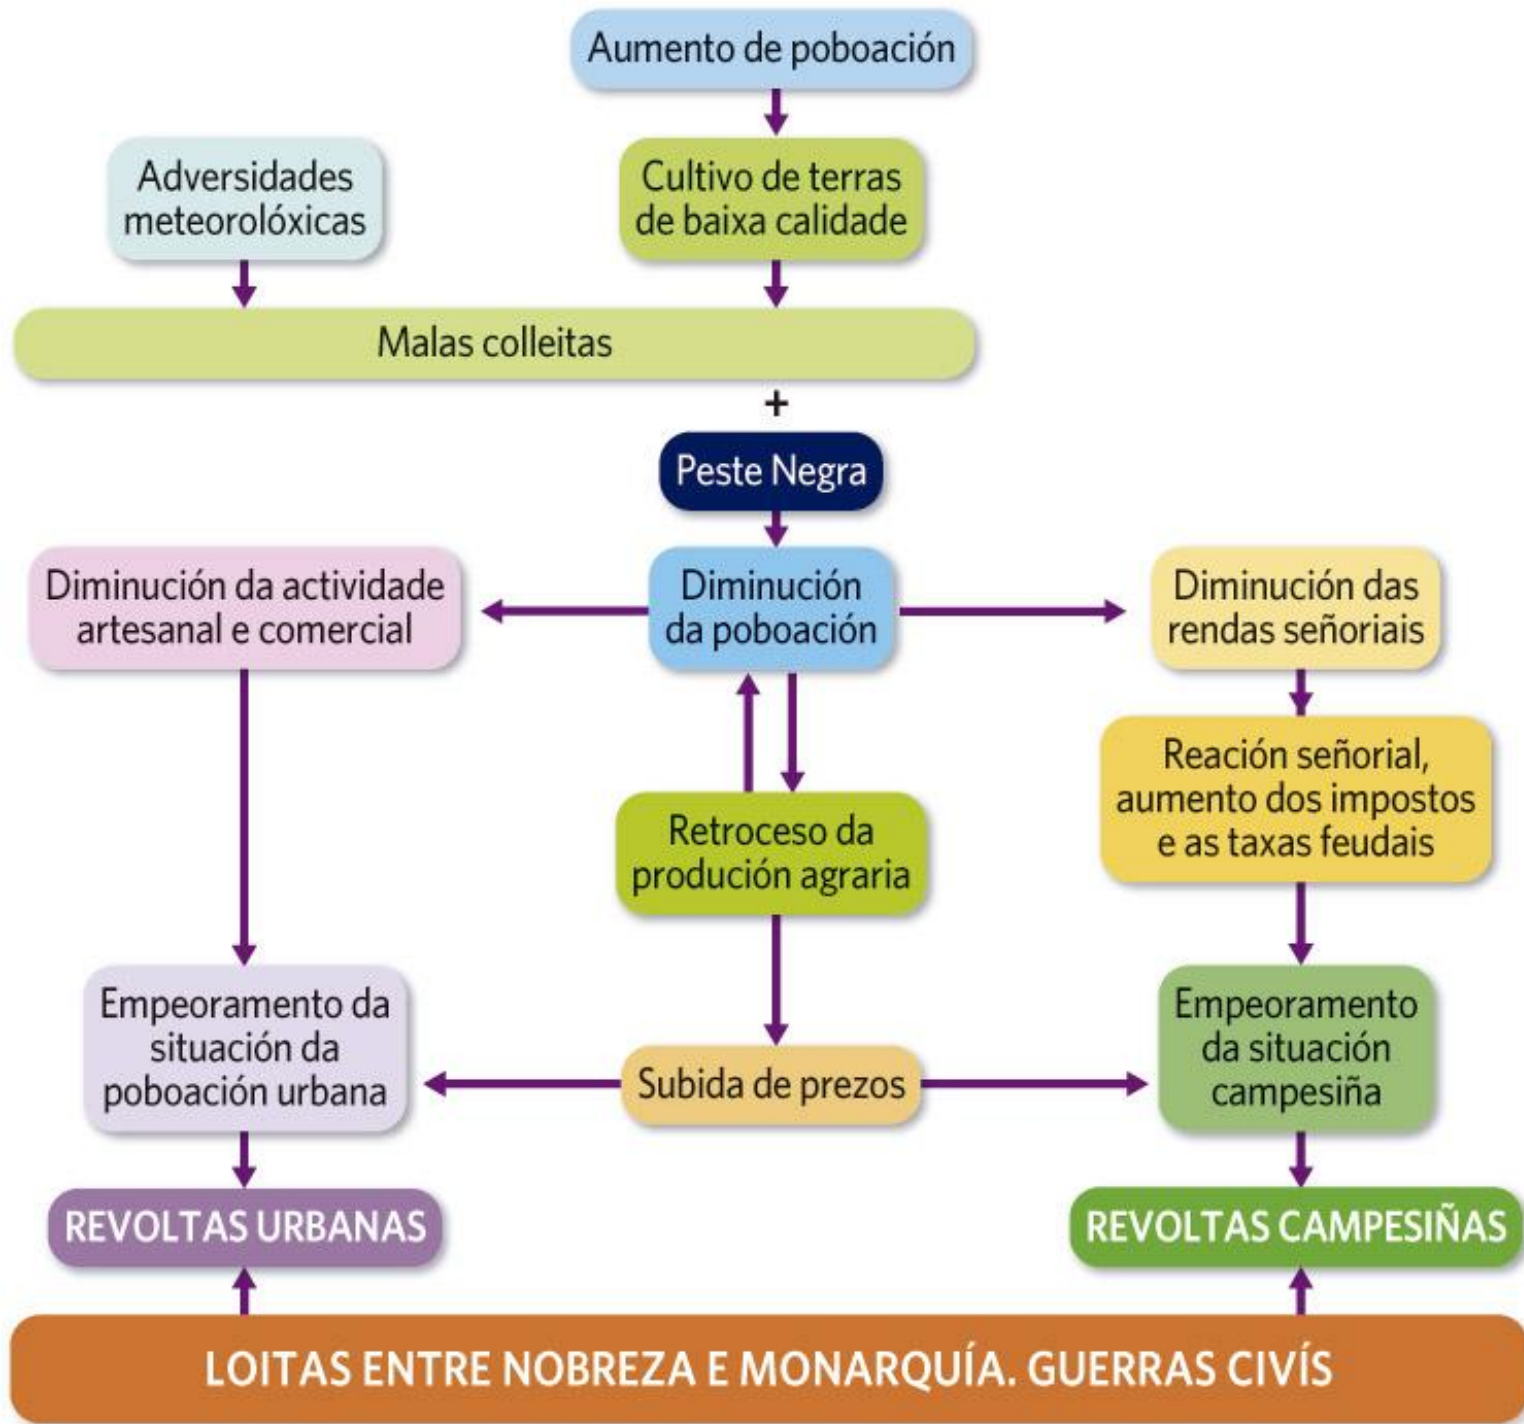 Aumento de poboación
Adversidades
meteorolóxicas
Cultivo de terras
de baixa calidade
Malas colleitas
+
Peste Negra
Diminución da actividade
artesanal e comercial
Diminución
da poboación
Diminución das
rendas señoriais
Reación señorial,
aumento dos impostos
e as taxas feudais
Retroceso da
produción agraria
Empeoramento da
situación da
poboación urbana
Subida de prezos
Empeoramento
da situación
campesiña
REVOLTAS URBANAS
REVOLTAS CAMPESIÑAS
LOITAS ENTRE NOBREZA E MONARQUÍA. GUERRAS CIVÍS